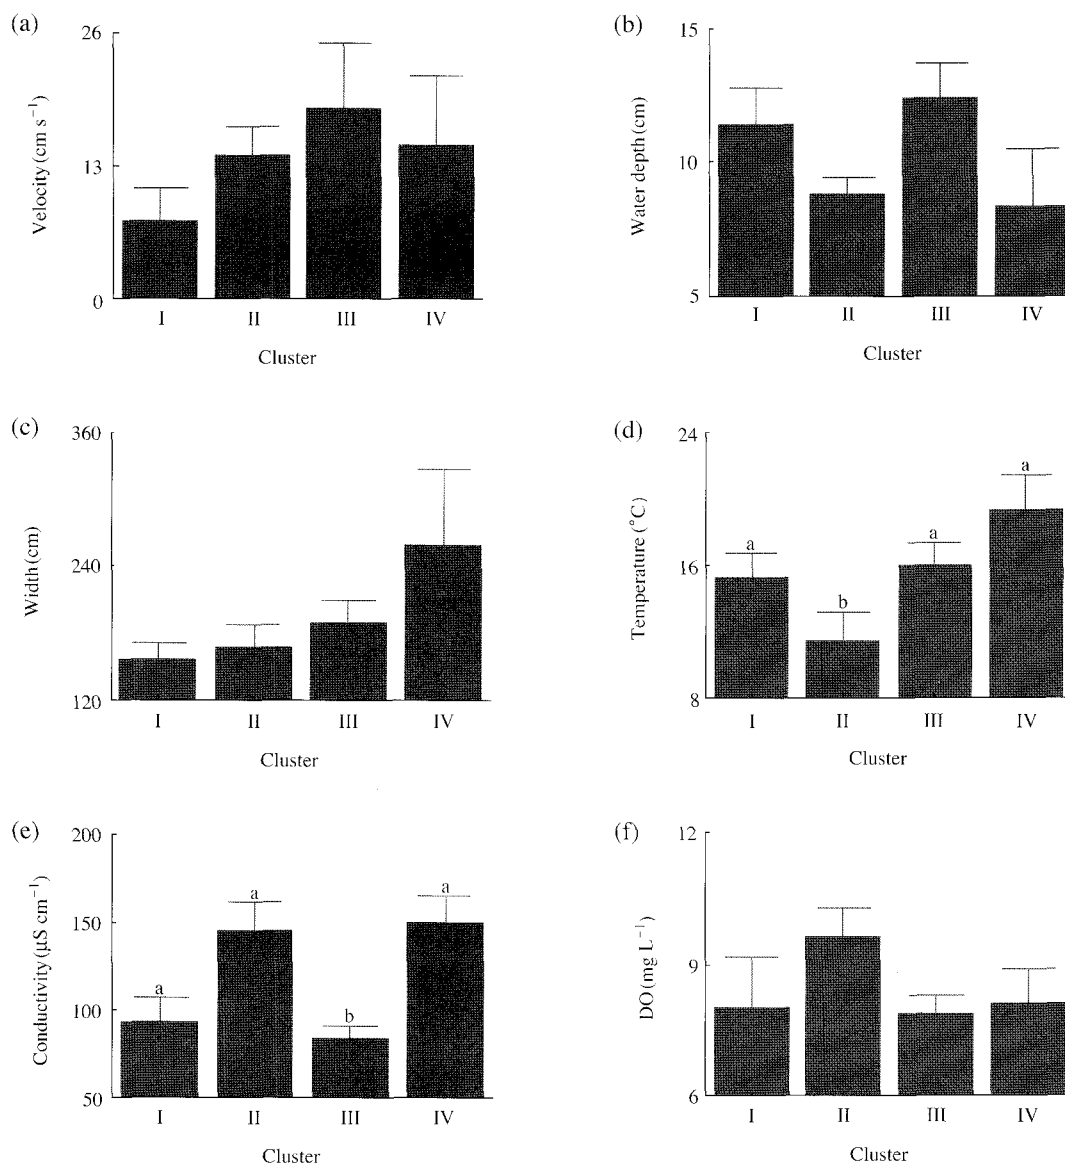 (a)
26
13
0
Velocity (cm s⁻¹)
I II III IV
Cluster
(b)
15
10
5
Water depth (cm)
I II III IV
Cluster
(c)
360
240
120
Width (cm)
I II III IV
Cluster
(d)
24
16
8
Temperature (°C)
a b a a
I II III IV
Cluster
(e)
200
150
100
50
Conductivity (μS cm⁻¹)
a a b a
I II III IV
Cluster
(f)
12
9
6
DO (mg L⁻¹)
I II III IV
Cluster